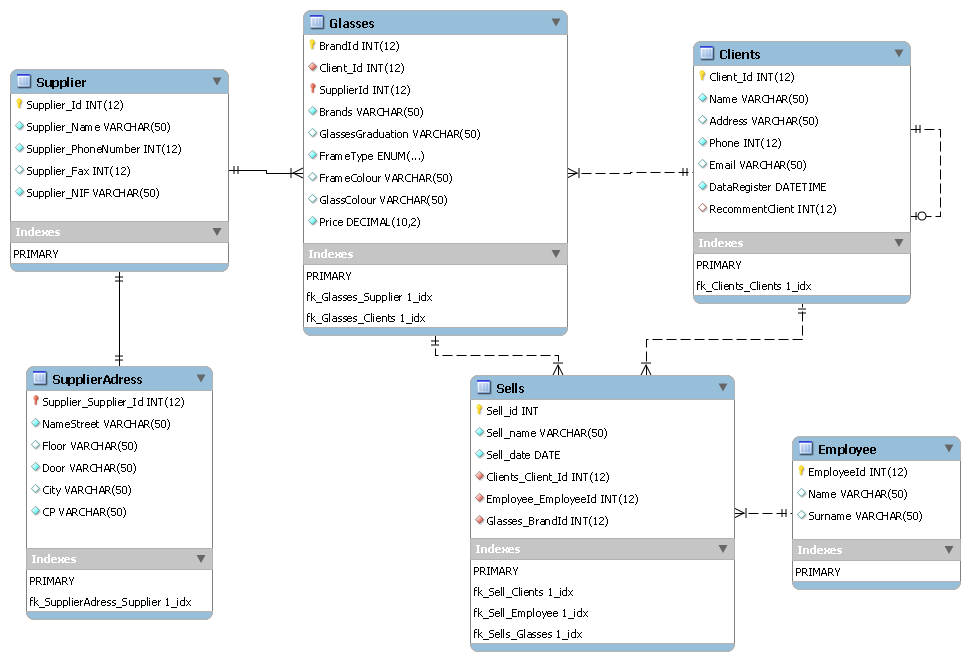 Supplier
Supplier_Id INT(12)
Supplier_Name VARCHAR(50)
Supplier_PhoneNumber INT(12)
Supplier_Fax INT(12)
Supplier_NIF VARCHAR(50)
Indexes
PRIMARY
Glasses
BrandId INT(12)
Client_Id INT(12)
SupplierId INT(12)
Brands VARCHAR(50)
GlassesGraduation VARCHAR(50)
FrameType ENUM(...)
FrameColour VARCHAR(50)
GlassColour VARCHAR(50)
Price DECIMAL(10,2)
Indexes
PRIMARY
fk_Glasses_Supplier 1_idx
fk_Glasses_Clients 1_idx
Clients
Client_Id INT(12)
Name VARCHAR(50)
Address VARCHAR(50)
Phone INT(12)
Email VARCHAR(50)
DataRegister DATETIME
RecommentClient INT(12)
Indexes
PRIMARY
fk_Clients_Clients 1_idx
SupplierAdress
Supplier_Supplier_Id INT(12)
NameStreet VARCHAR(50)
Floor VARCHAR(50)
Door VARCHAR(50)
City VARCHAR(50)
CP VARCHAR(50)
Indexes
PRIMARY
fk_SupplierAdress_Supplier 1_idx
Sells
Sell_id INT
Sell_name VARCHAR(50)
Sell_date DATE
Clients_Client_Id INT(12)
Employee_EmployeeId INT(12)
Glasses_BrandId INT(12)
Indexes
PRIMARY
fk_Sell_Clients 1_idx
fk_Sell_Employee 1_idx
fk_Sells_Glasses 1_idx
Employee
EmployeeId INT(12)
Name VARCHAR(50)
Surname VARCHAR(50)
Indexes
PRIMARY